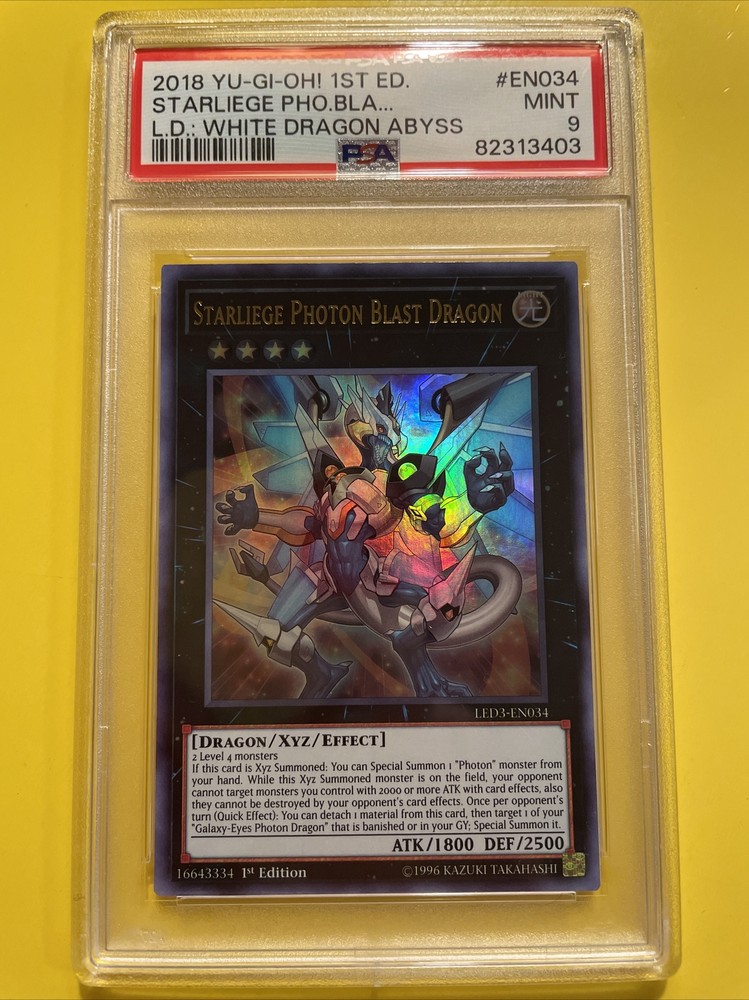 2018 YU-GI-OH! 1ST ED. #EN034
STARLIEGE PHO.BLA... MINT
L.D.: WHITE DRAGON ABYSS 9
PSA 82313403
STARLIEGE PHOTON BLAST DRAGON
光
LED3-EN034
[DRAGON/XYZ/EFFECT]
2 Level 4 monsters
If this card is Xyz Summoned: You can Special Summon 1 "Photon" monster from
your hand. While this Xyz Summoned monster is on the field, your opponent
cannot target monsters you control with 2000 or more ATK with card effects, also
they cannot be destroyed by your opponent's card effects. Once per opponent's
turn (Quick Effect): You can detach 1 material from this card, then target 1 of your
"Galaxy-Eyes Photon Dragon" that is banished or in your GY; Special Summon it.
ATK/1800 DEF/2500
16643334 1st Edition ©1996 KAZUKI TAKAHASHI